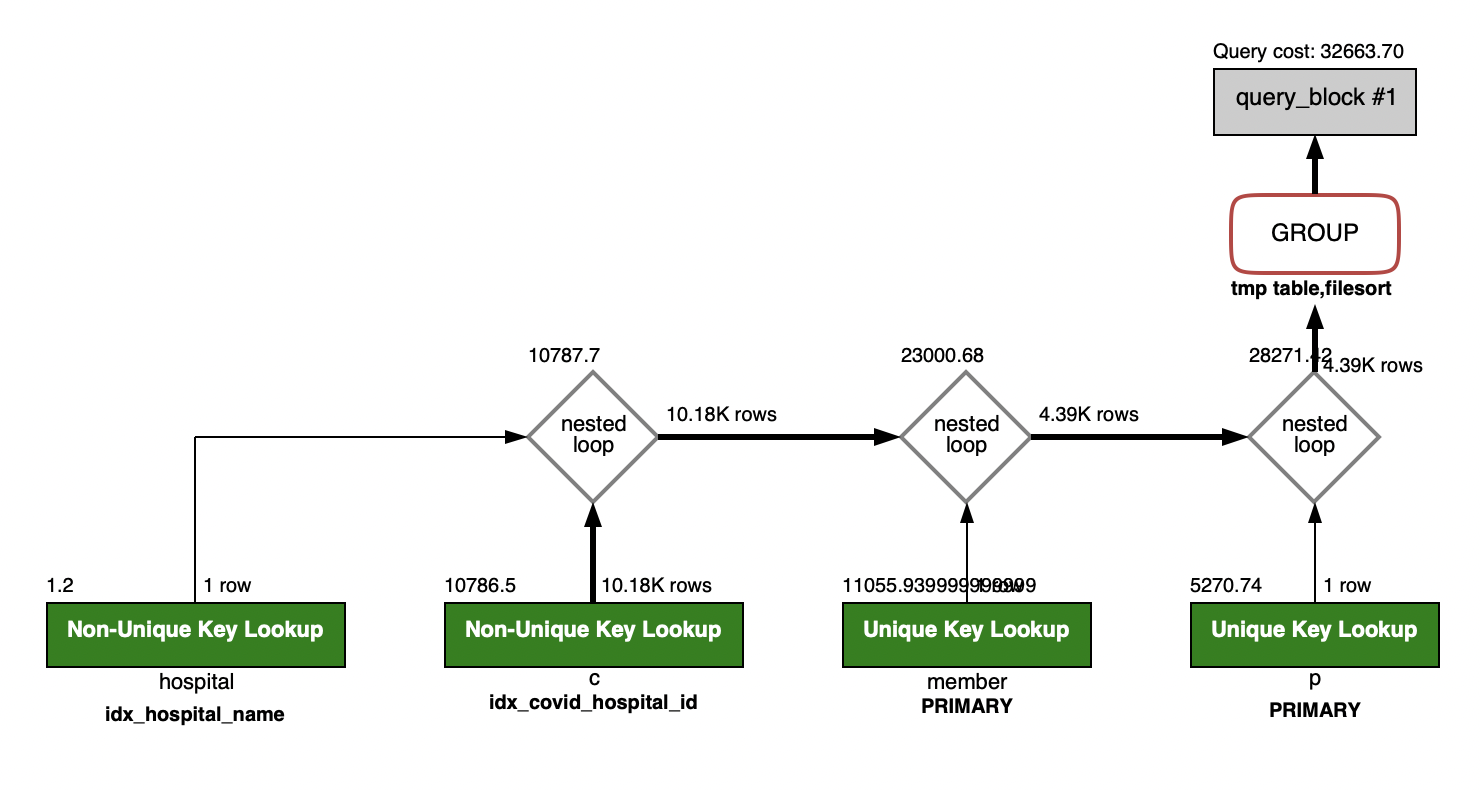 Query cost: 32663.70
query_block #1
GROUP
tmp table,filesort
10787.7
23000.68
28271.42
4.39K rows
nested
loop
10.18K rows
nested
loop
4.39K rows
nested
loop
1.2
1 row
10786.5
10.18K rows
11055.939999999999
1 row
5270.74
1 row
Non-Unique Key Lookup
Non-Unique Key Lookup
Unique Key Lookup
Unique Key Lookup
hospital
c
member
p
idx_hospital_name
idx_covid_hospital_id
PRIMARY
PRIMARY